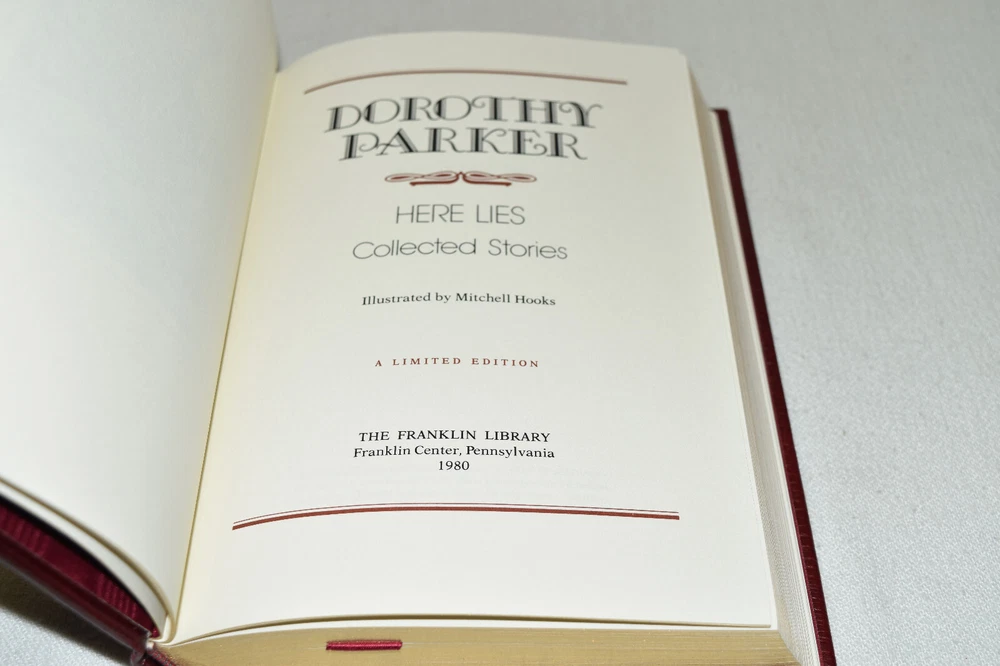 DOROTHY
PARKER
HERE LIES
Collected Stories
Illustrated by Mitchell Hooks
A LIMITED EDITION
THE FRANKLIN LIBRARY
Franklin Center, Pennsylvania
1980